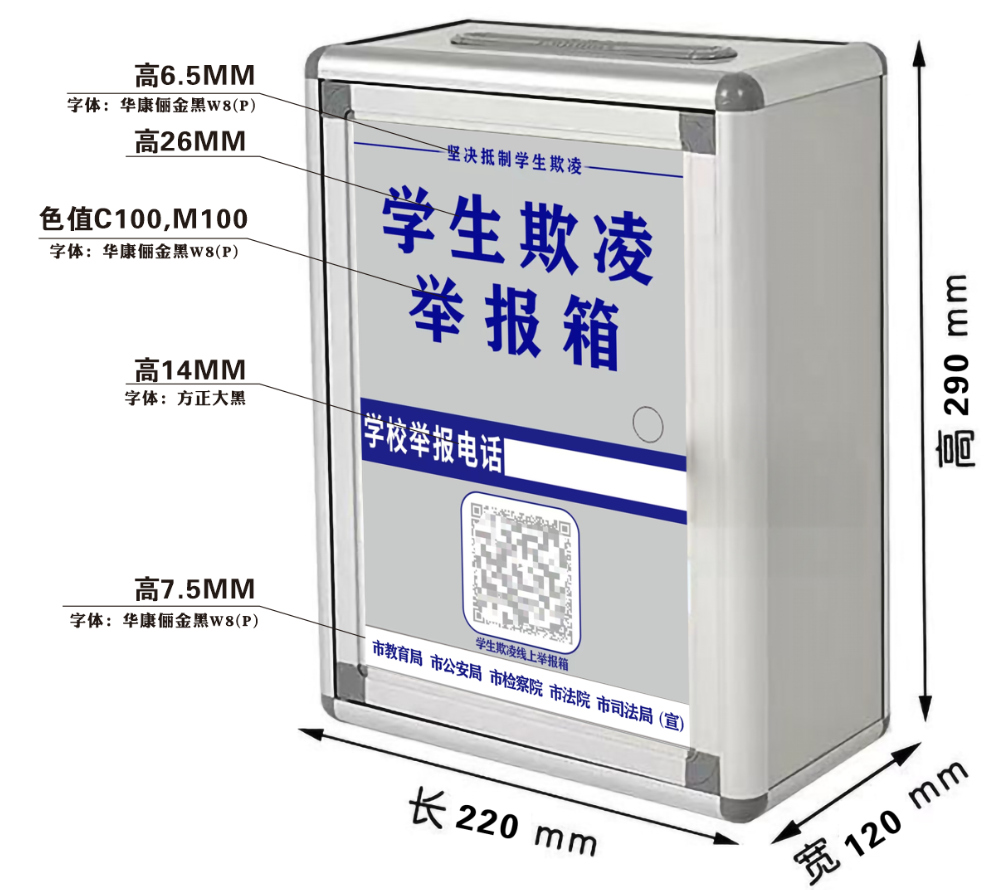 高6.5MM
字体：华康俪金黑W8(P)
高26MM
色值C100,M100
字体：华康俪金黑W8(P)
高14MM
字体：方正大黑
高7.5MM
字体：华康俪金黑W8(P)
坚决抵制学生欺凌
学生欺凌
举报箱
学校举报电话
学生欺凌线上举报箱
市教育局 市公安局 市检察院 市法院 市司法局（宣）
高 290 mm
长 220 mm
宽 120 mm